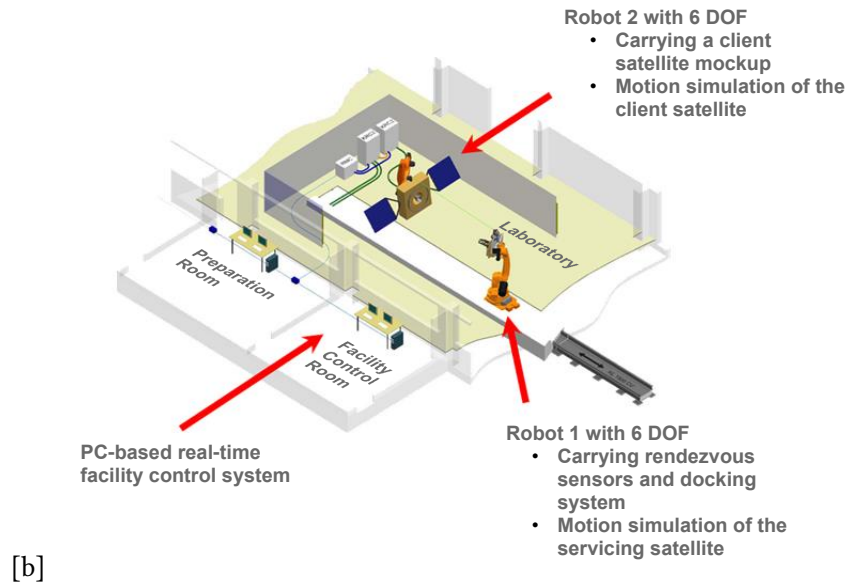 Robot 2 with 6 DOF
• Carrying a client
satellite mockup
• Motion simulation of the
client satellite
Laboratory
Preparation
Room
Facility
Control
Room
PC-based real-time
facility control system
Robot 1 with 6 DOF
• Carrying rendezvous
sensors and docking
system
• Motion simulation of the
servicing satellite
[b]